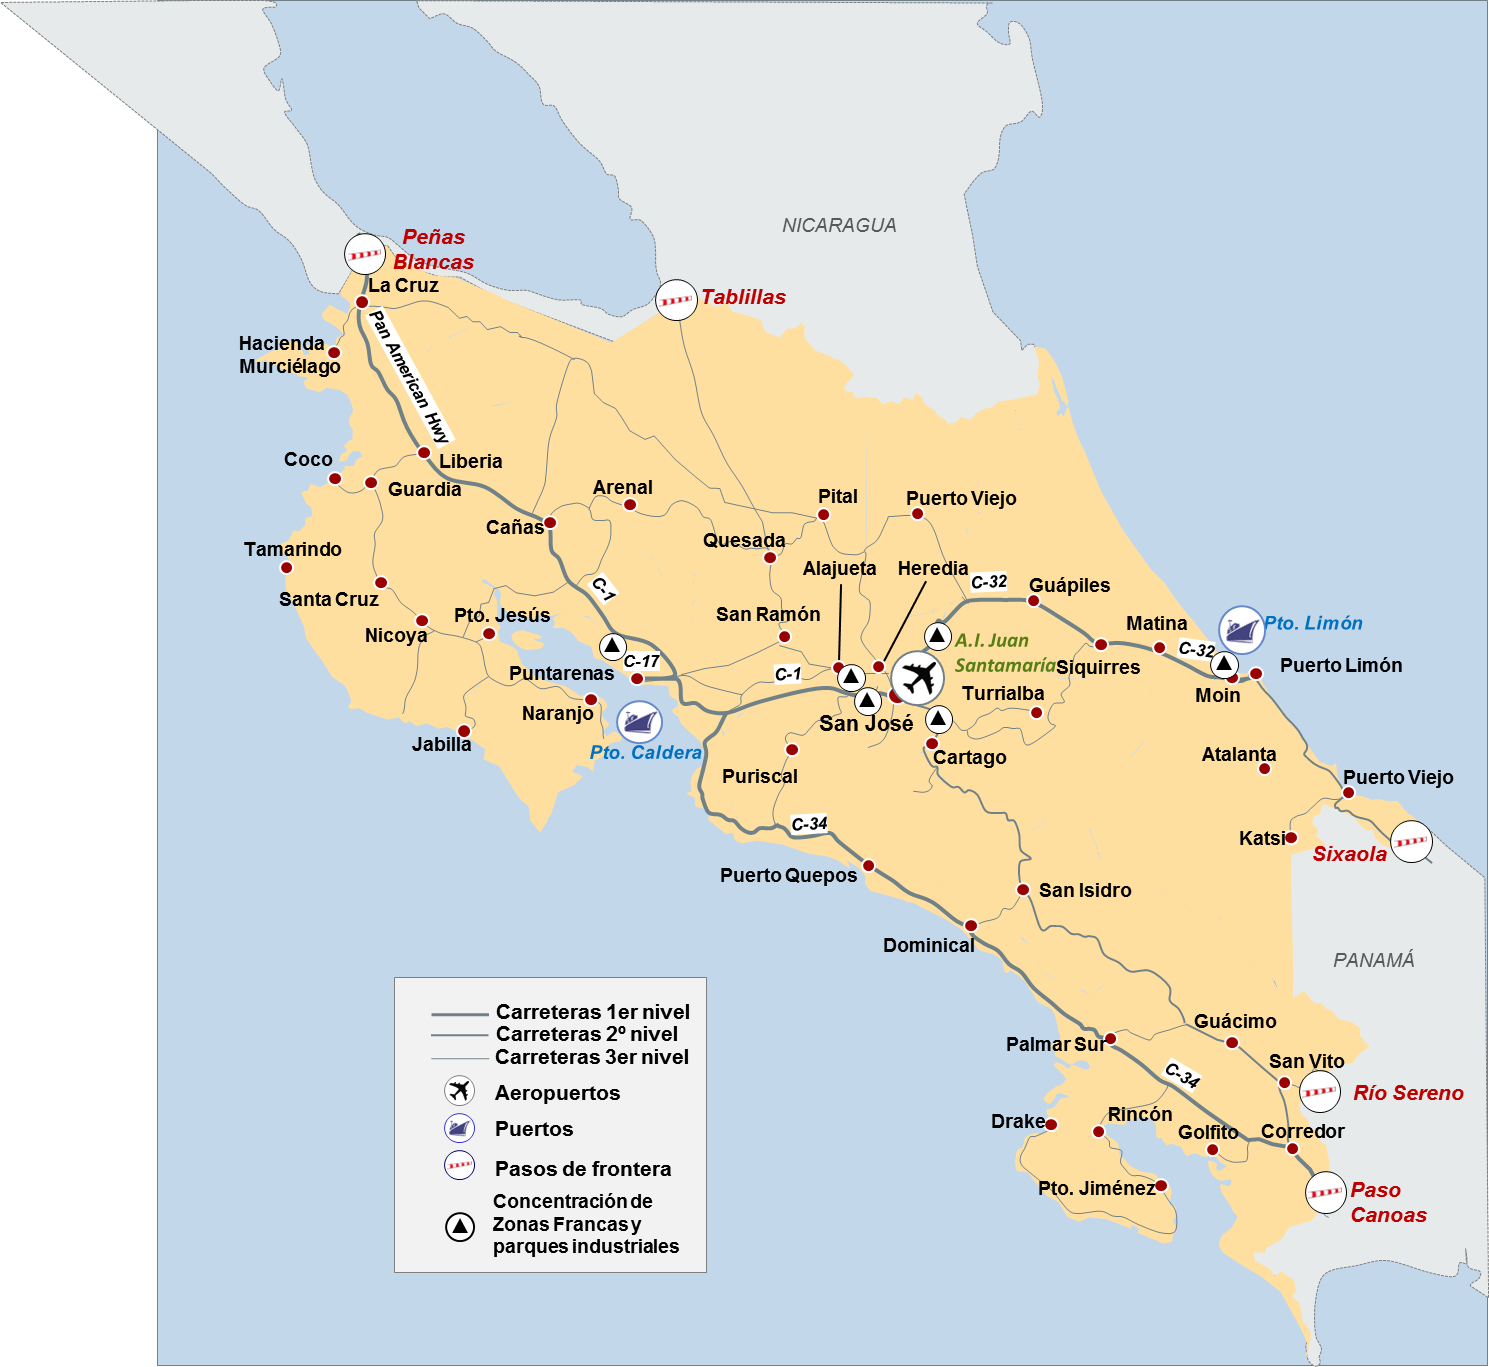 NICARAGUA
Peñas
Blancas
La Cruz
Tablillas
Pan American Hwy
Hacienda
Murciélago
Coco
Liberia
Guardia
Arenal
Pital
Puerto Viejo
Cañas
Quesada
Tamarindo
Alajueta
Heredia
C-32
Guápiles
C-1
Santa Cruz
Pto. Jesús
San Ramón
Matina
Pto. Limón
Nicoya
A.I. Juan
Santamaría
Siquirres
C-32
Puntarenas
C-17
C-1
Puerto Limón
Turrialba
Moin
Naranjo
San José
Jabilla
Pto. Caldera
Cartago
Atalanta
Puriscal
Puerto Viejo
C-34
Katsi
Sixaola
Puerto Quepos
San Isidro
Dominical
PANAMÁ
Carreteras 1er nivel
Carreteras 2º nivel
Carreteras 3er nivel
Aeropuertos
Puertos
Pasos de frontera
Concentración de
Zonas Francas y
parques industriales
Guácimo
Palmar Sur
San Vito
C-34
Río Sereno
Drake
Rincón
Golfito
Corredor
Pto. Jiménez
Paso
Canoas